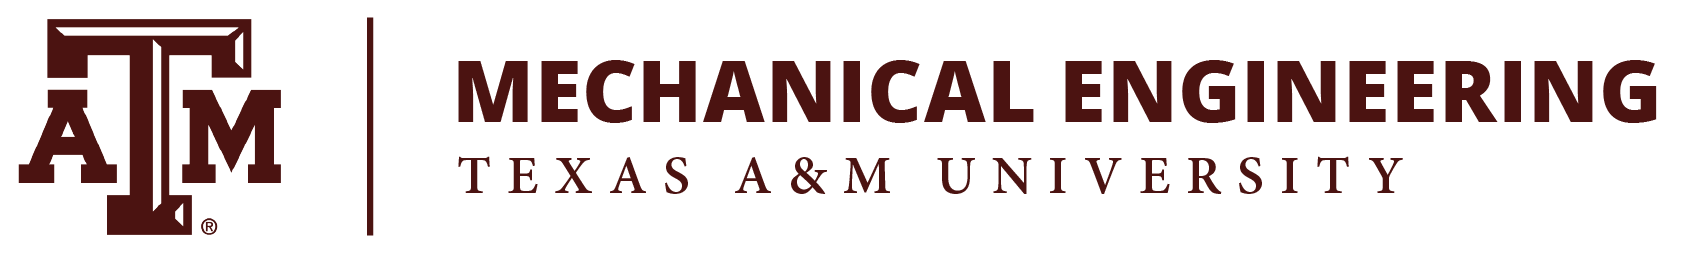 ATM®
MECHANICAL ENGINEERING
TEXAS A&M UNIVERSITY